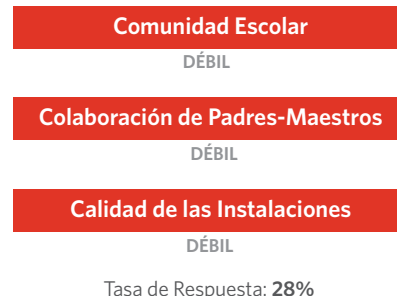 Comunidad Escolar
DÉBIL
Colaboración de Padres-Maestros
DÉBIL
Calidad de las Instalaciones
DÉBIL
Tasa de Respuesta: 28%